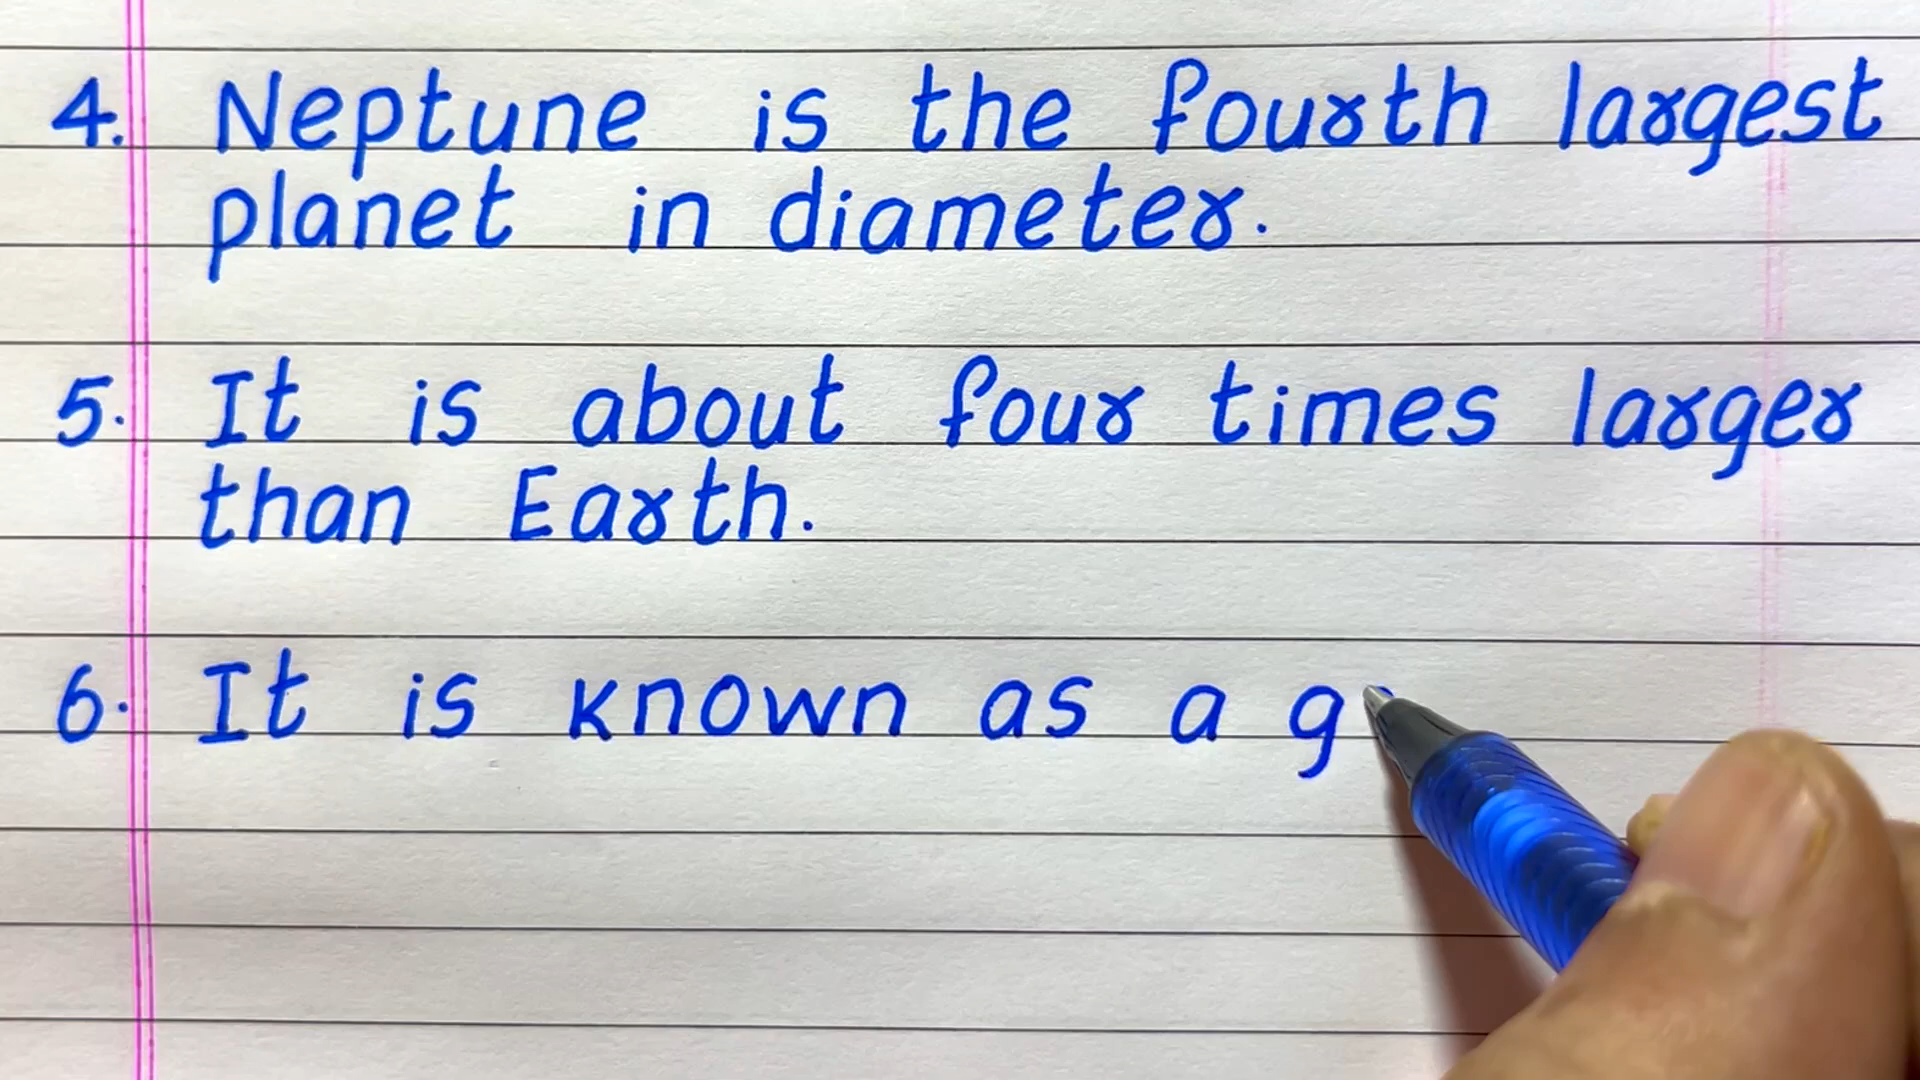 4. Neptune is the fourth largest
planet in diameter.
5. It is about four times larger
than Earth.
6. It is known as a g